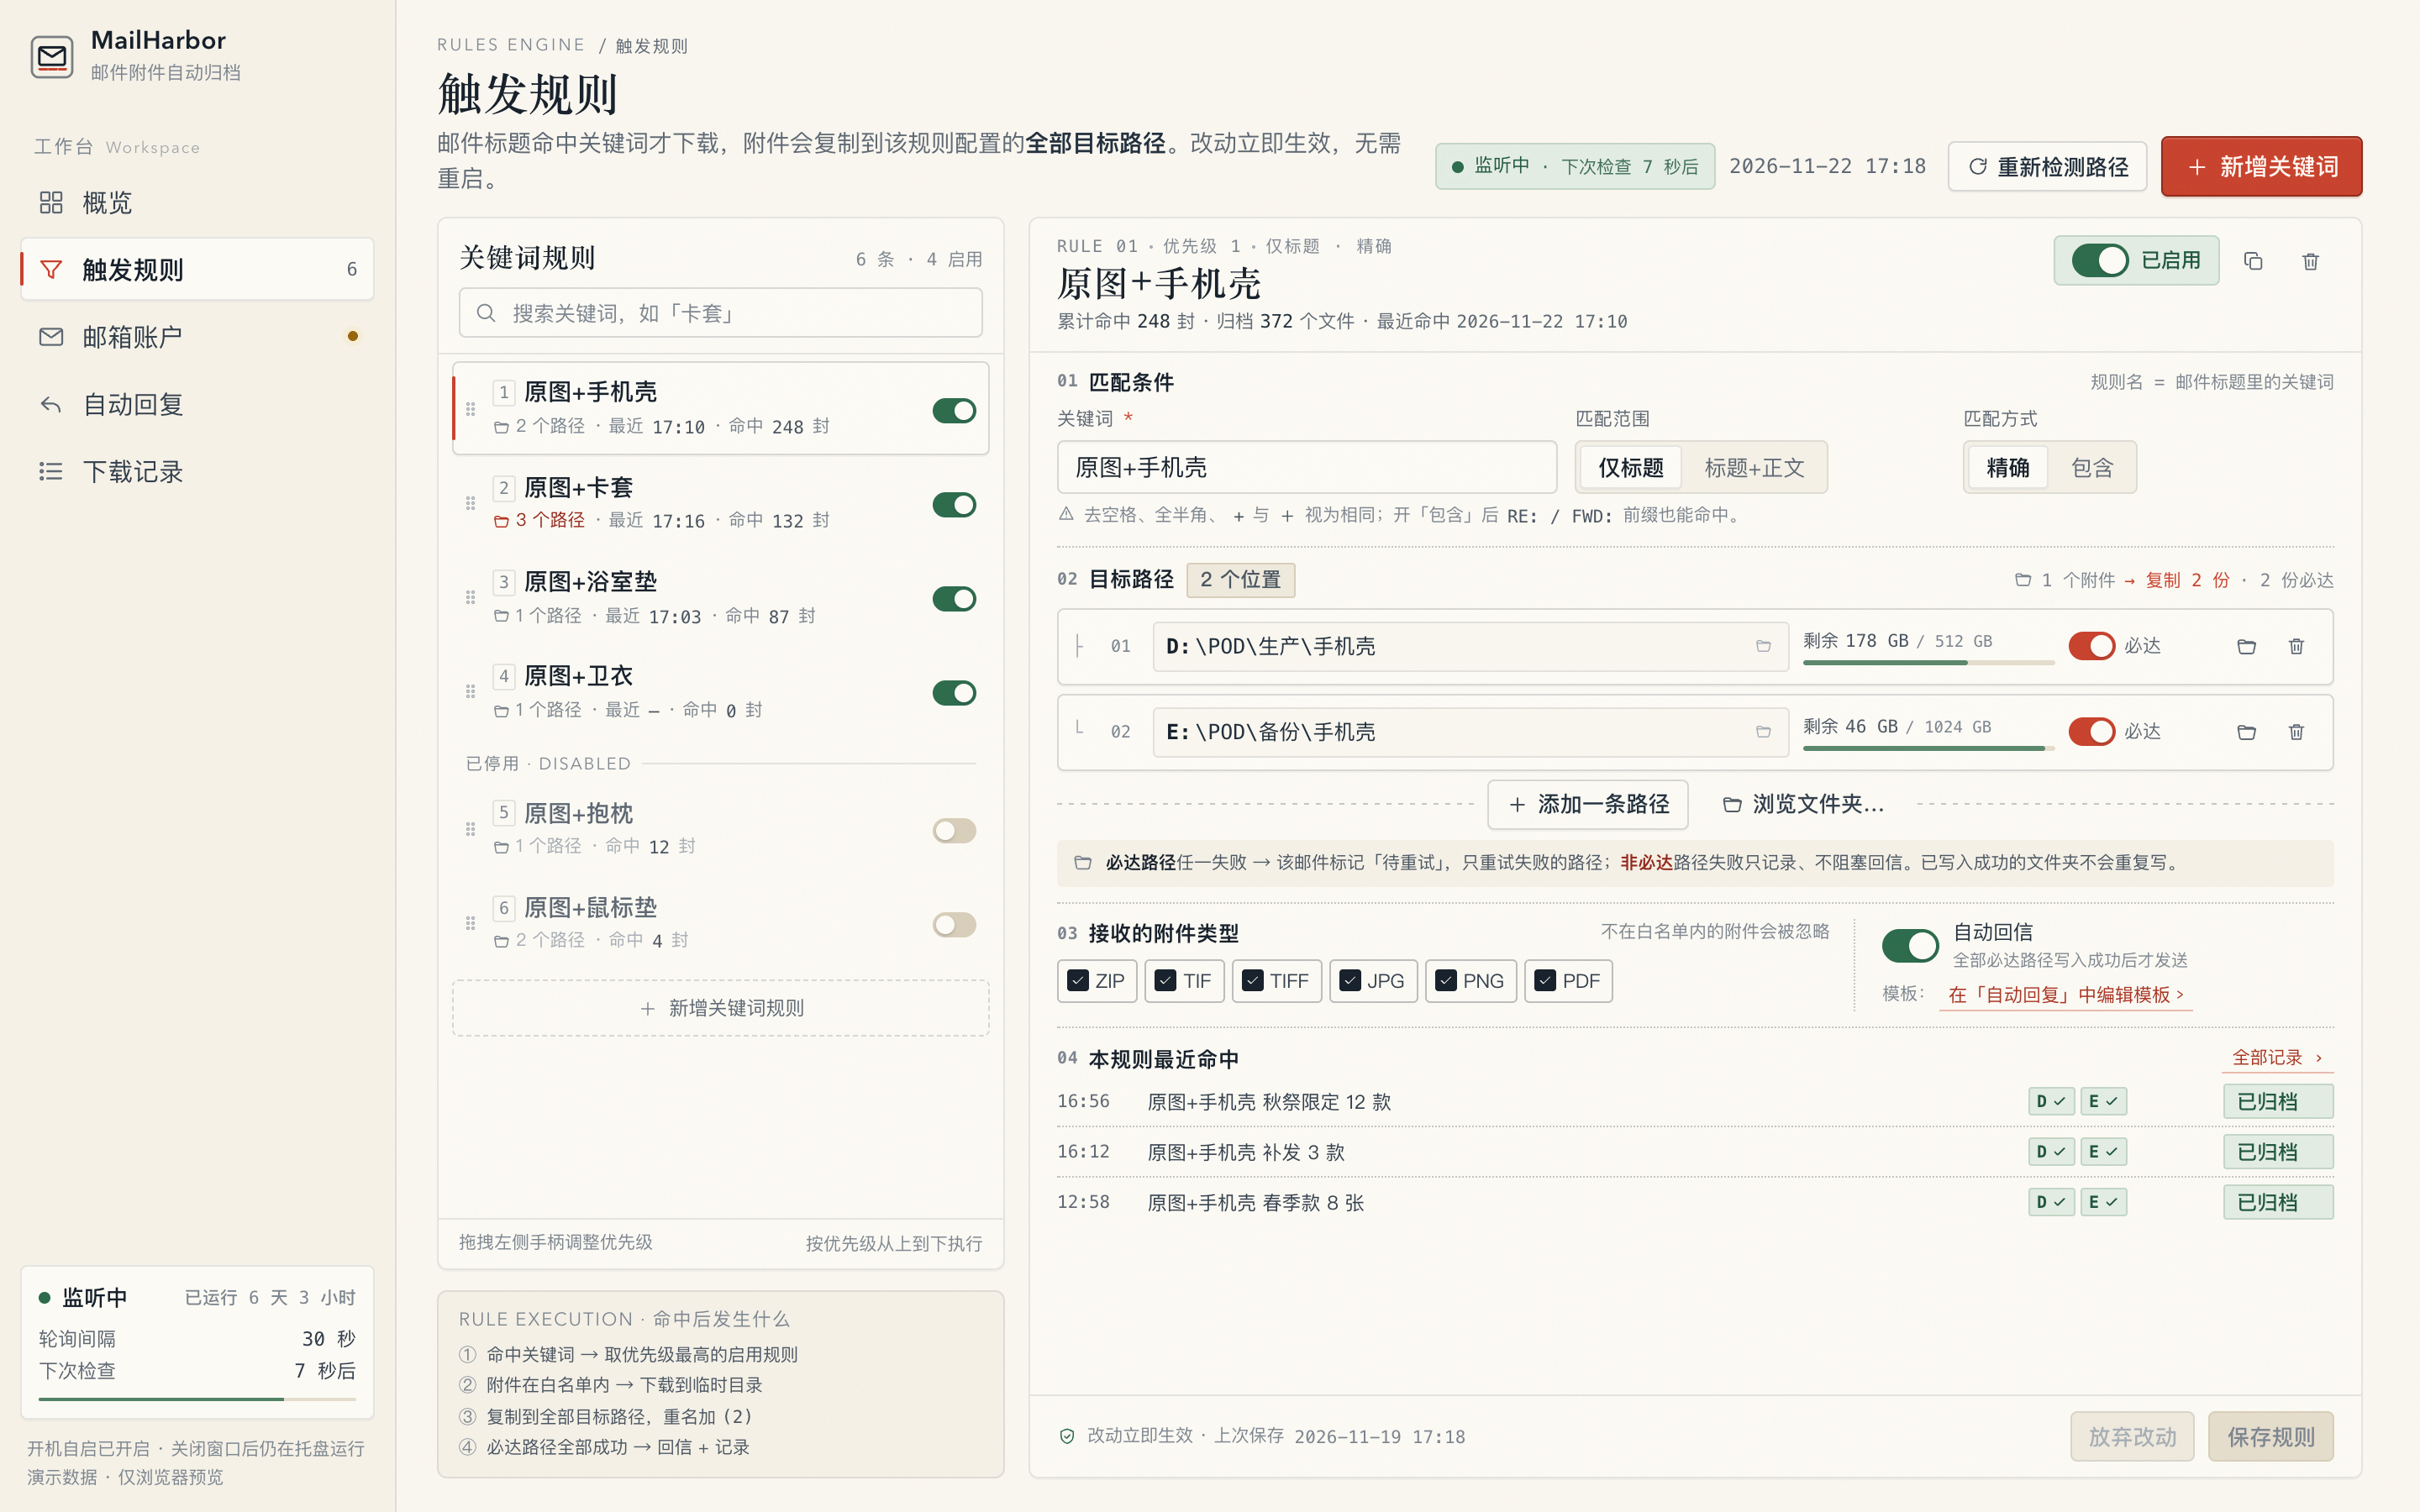 MailHarbor
邮件附件自动归档
工作台 Workspace
概览
触发规则 6
邮箱账户
自动回复
下载记录
监听中 已运行 6 天 3 小时
轮询间隔 30 秒
下次检查 7 秒后
开机自启已开启 · 关闭窗口后仍在托盘运行
演示数据 · 仅浏览器预览
RULES ENGINE / 触发规则
触发规则
邮件标题命中关键词才下载，附件会复制到该规则配置的全部目标路径。改动立即生效，无需
重启。
监听中 · 下次检查 7 秒后
2026-11-22 17:18
重新检测路径
+ 新增关键词
关键词规则 6 条 · 4 启用
搜索关键词，如「卡套」
1 原图+手机壳
2 个路径 · 最近 17:10 · 命中 248 封
2 原图+卡套
3 个路径 · 最近 17:16 · 命中 132 封
3 原图+浴室垫
1 个路径 · 最近 17:03 · 命中 87 封
4 原图+卫衣
1 个路径 · 最近 — · 命中 0 封
已停用 · DISABLED
5 原图+抱枕
1 个路径 · 命中 12 封
6 原图+鼠标垫
2 个路径 · 命中 4 封
+ 新增关键词规则
拖拽左侧手柄调整优先级 按优先级从上到下执行
RULE EXECUTION · 命中后发生什么
① 命中关键词 → 取优先级最高的启用规则
② 附件在白名单内 → 下载到临时目录
③ 复制到全部目标路径，重名加 (2)
④ 必达路径全部成功 → 回信 + 记录
RULE 01 · 优先级 1 · 仅标题 · 精确
原图+手机壳
累计命中 248 封 · 归档 372 个文件 · 最近命中 2026-11-22 17:10
已启用
01 匹配条件 规则名 = 邮件标题里的关键词
关键词 * 匹配范围 匹配方式
原图+手机壳 仅标题 标题+正文 精确 包含
去空格、全半角、 + 与 ＋ 视为相同；开「包含」后 RE: / FWD: 前缀也能命中。
02 目标路径 2 个位置 1 个附件 → 复制 2 份 · 2 份必达
01 D:\POD\生产\手机壳 剩余 178 GB / 512 GB 必达
02 E:\POD\备份\手机壳 剩余 46 GB / 1024 GB 必达
+ 添加一条路径 浏览文件夹…
必达路径任一失败 → 该邮件标记「待重试」，只重试失败的路径；非必达路径失败只记录、不阻塞回信。已写入成功的文件夹不会重复写。
03 接收的附件类型 不在白名单内的附件会被忽略
ZIP TIF TIFF JPG PNG PDF
自动回信
全部必达路径写入成功后才发送
模板： 在「自动回复」中编辑模板 ›
04 本规则最近命中 全部记录 ›
16:56 原图+手机壳 秋祭限定 12 款 D ✓ E ✓ 已归档
16:12 原图+手机壳 补发 3 款 D ✓ E ✓ 已归档
12:58 原图+手机壳 春季款 8 张 D ✓ E ✓ 已归档
改动立即生效 · 上次保存 2026-11-19 17:18
放弃改动 保存规则